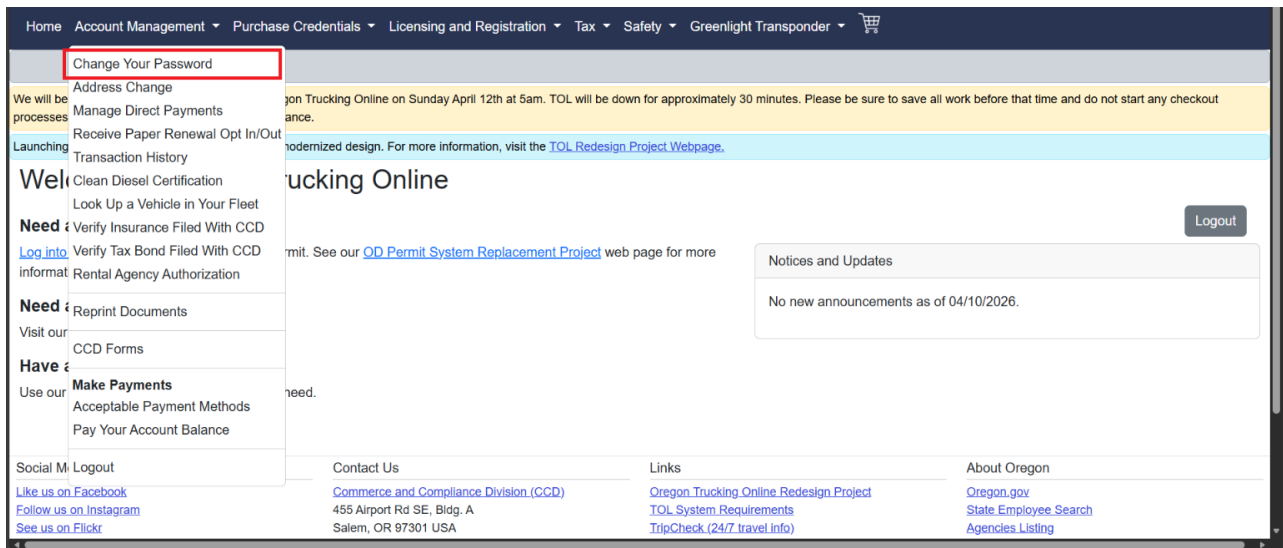 Home Account Management Purchase Credentials Licensing and Registration Tax Safety Greenlight Transponder
Change Your Password
Address Change
Manage Direct Payments
Receive Paper Renewal Opt In/Out
Transaction History
Clean Diesel Certification
Look Up a Vehicle in Your Fleet
Verify Insurance Filed With CCD
Verify Tax Bond Filed With CCD
Rental Agency Authorization
Reprint Documents
CCD Forms
Make Payments
Acceptable Payment Methods
Pay Your Account Balance
Logout
We will be gon Trucking Online on Sunday April 12th at 5am. TOL will be down for approximately 30 minutes. Please be sure to save all work before that time and do not start any checkout
processes ance.
Launching modernized design. For more information, visit the TOL Redesign Project Webpage.
Wel rucking Online
Logout
Need a
Log into rmit. See our OD Permit System Replacement Project web page for more
informat
Need a
Visit our
Have a
Use our need.
Notices and Updates
No new announcements as of 04/10/2026.
Social M
Like us on Facebook
Follow us on Instagram
See us on Flickr
Contact Us
Commerce and Compliance Division (CCD)
455 Airport Rd SE, Bldg. A
Salem, OR 97301 USA
Links
Oregon Trucking Online Redesign Project
TOL System Requirements
TripCheck (24/7 travel info)
About Oregon
Oregon.gov
State Employee Search
Agencies Listing